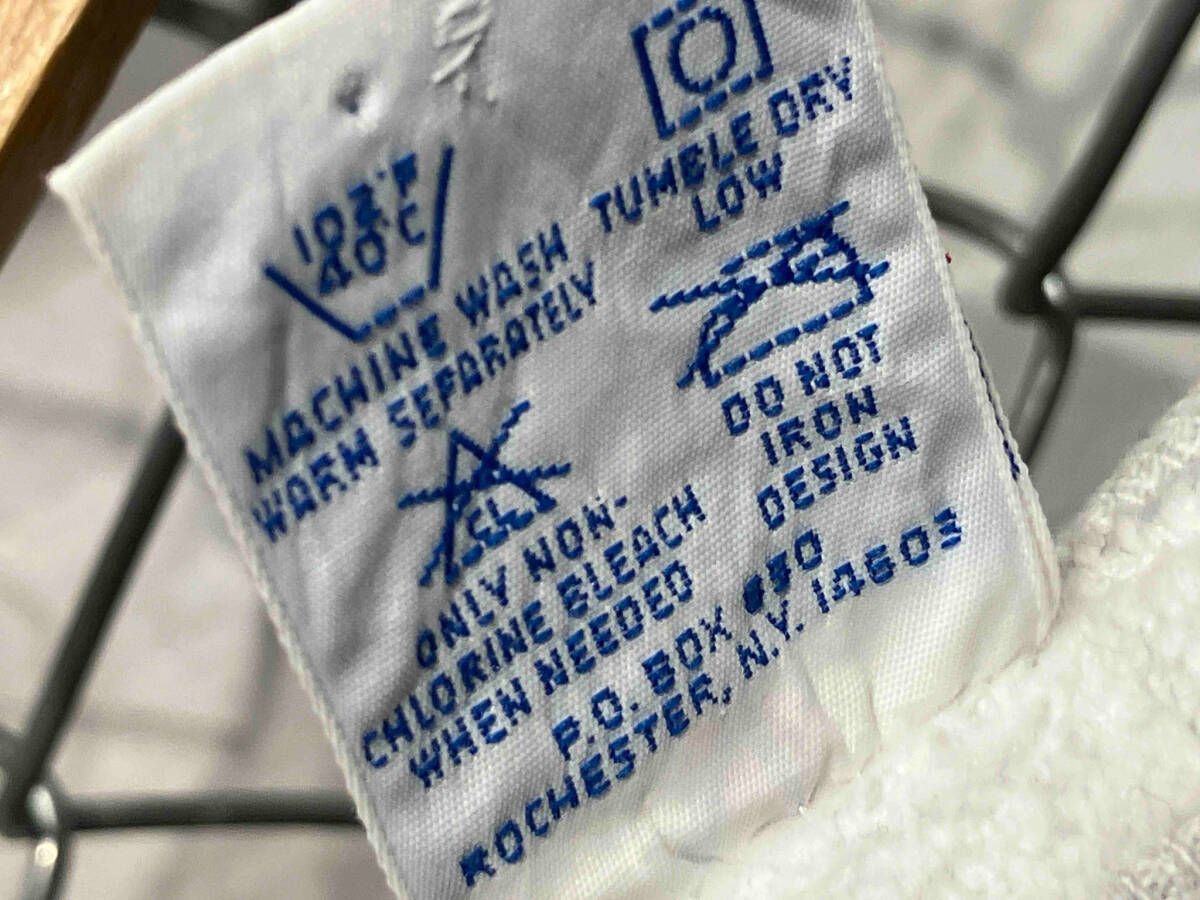 102°F
40°C
MACHINE WASH
WARM SEPARATELY
TUMBLE DRY
LOW
CL
ONLY NON-
CHLORINE BLEACH
WHEN NEEDED
DO NOT
IRON
DESIGN
P.O. BOX 850
ROCHESTER, N.Y. 14603